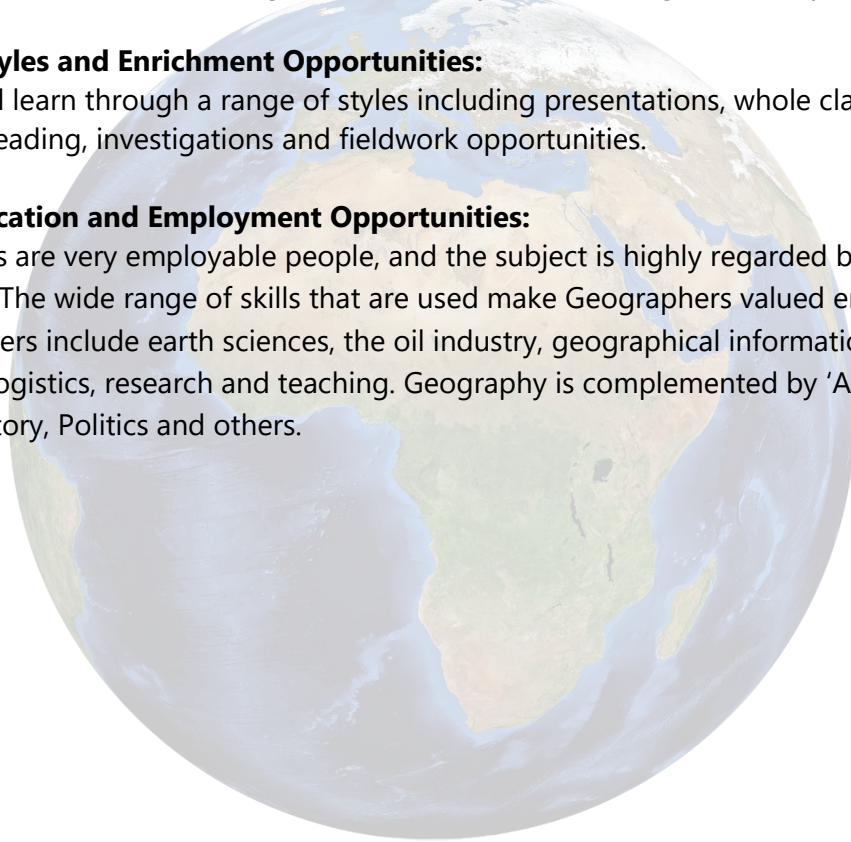 yles and Enrichment Opportunities:
l learn through a range of styles including presentations, whole cla
eading, investigations and fieldwork opportunities.
cation and Employment Opportunities:
s are very employable people, and the subject is highly regarded b
The wide range of skills that are used make Geographers valued e
ers include earth sciences, the oil industry, geographical informatio
ogistics, research and teaching. Geography is complemented by ‘A
tory, Politics and others.